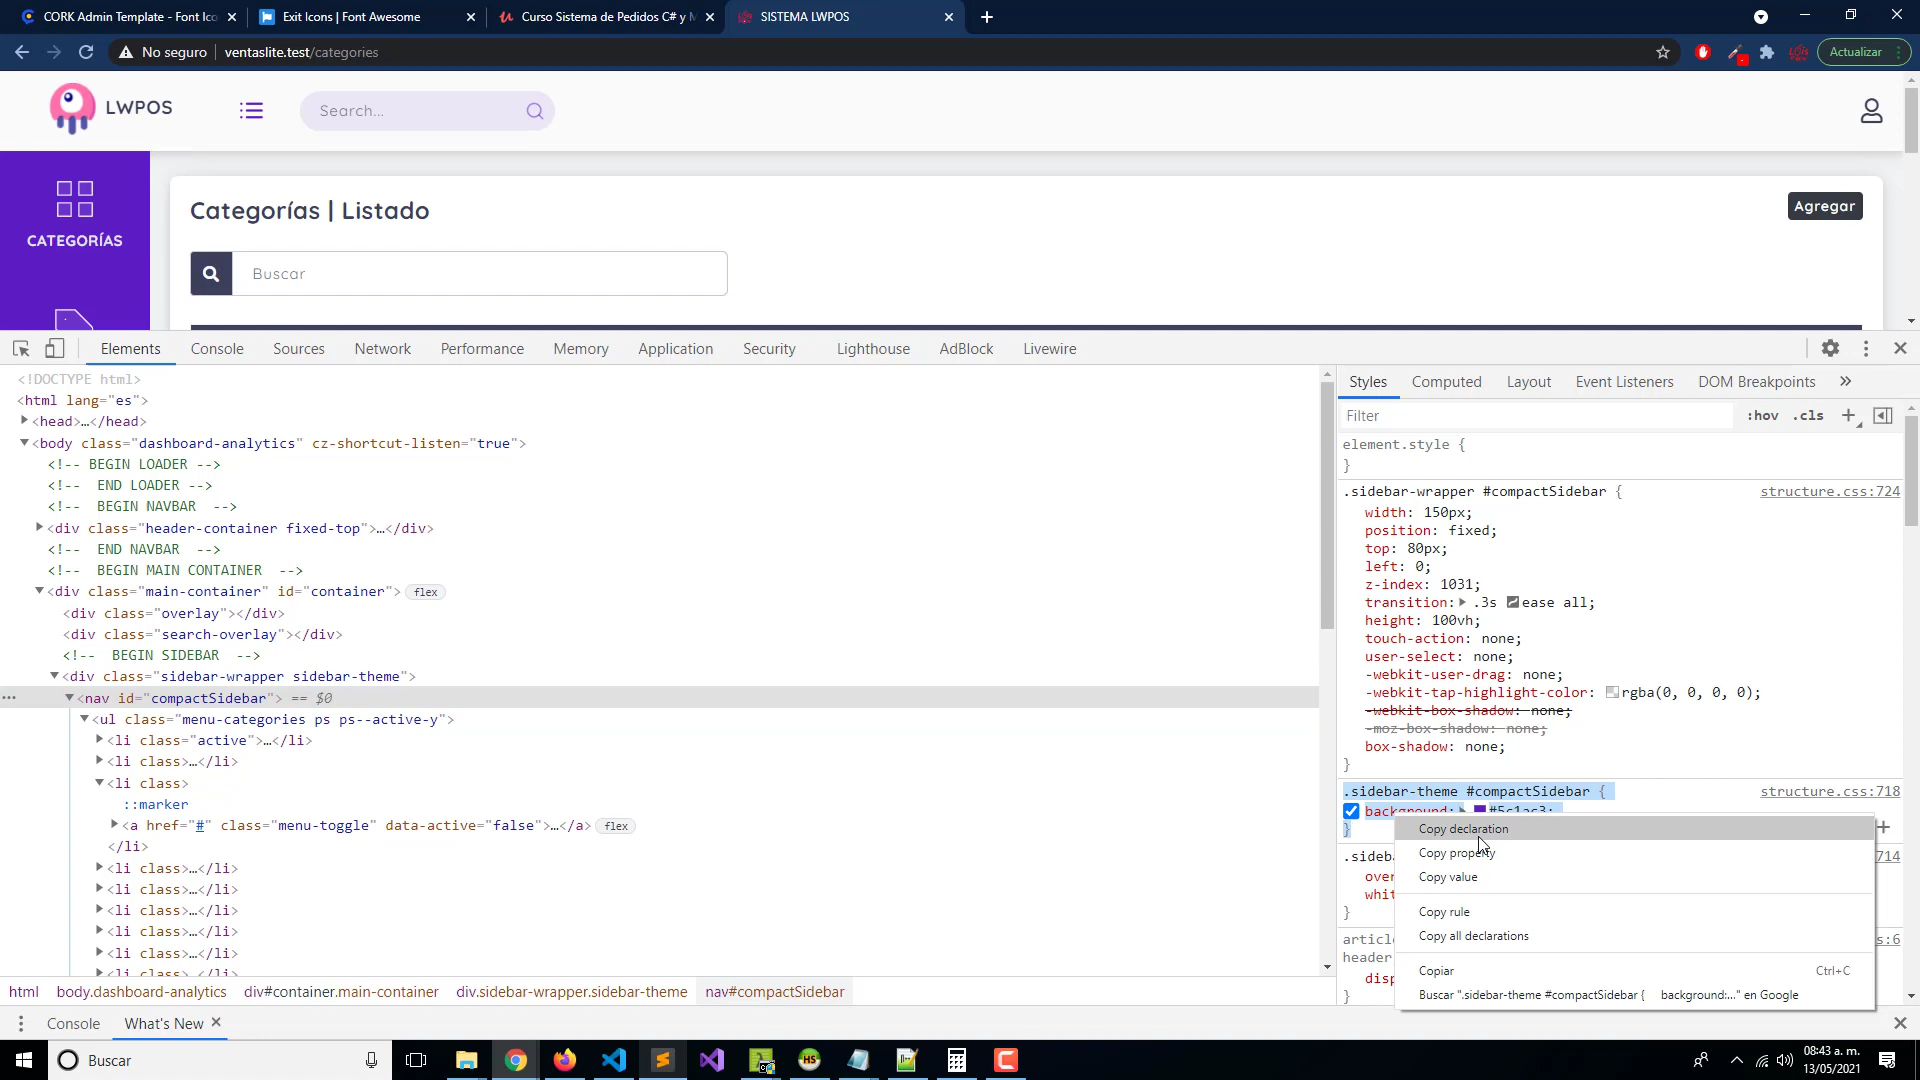 CORK Admin Template - Font Ico
Exit Icons | Font Awesome
Curso Sistema de Pedidos C# y M
SISTEMA LWPOS
No seguro
ventaslite.test/categories
Actualizar
LWPOS
Search...
CATEGORÍAS
Categorías | Listado
Agregar
Buscar
Elements
Console
Sources
Network
Performance
Memory
Application
Security
Lighthouse
AdBlock
Livewire
<!DOCTYPE html>
<html lang="es">
<head>…</head>
<body class="dashboard-analytics" cz-shortcut-listen="true">
<!-- BEGIN LOADER -->
<!--  END LOADER -->
<!--  BEGIN NAVBAR  -->
<div class="header-container fixed-top">…</div>
<!--  END NAVBAR  -->
<!--  BEGIN MAIN CONTAINER  -->
<div class="main-container" id="container"> flex
<div class="overlay"></div>
<div class="search-overlay"></div>
<!--  BEGIN SIDEBAR  -->
<div class="sidebar-wrapper sidebar-theme">
<nav id="compactSidebar"> == $0
<ul class="menu-categories ps ps--active-y">
<li class="active">…</li>
<li class>…</li>
<li class>
::marker
<a href="#" class="menu-toggle" data-active="false">…</a> flex
</li>
<li class>…</li>
<li class>…</li>
<li class>…</li>
<li class>…</li>
<li class>…</li>
<li class>…</li>
html
body.dashboard-analytics
div#container.main-container
div.sidebar-wrapper.sidebar-theme
nav#compactSidebar
Styles
Computed
Layout
Event Listeners
DOM Breakpoints
Filter
:hov
.cls
element.style {
}
.sidebar-wrapper #compactSidebar {
structure.css:724
width: 150px;
position: fixed;
top: 80px;
left: 0;
z-index: 1031;
transition: .3s ease all;
height: 100vh;
touch-action: none;
user-select: none;
-webkit-user-drag: none;
-webkit-tap-highlight-color: rgba(0, 0, 0, 0);
-webkit-box-shadow: none;
-moz-box-shadow: none;
box-shadow: none;
}
.sidebar-theme #compactSidebar {
structure.css:718
background: #5c1ac3;
}
.sideba
714
over
whit
}
articl
s:6
header
disp
}
Copy declaration
Copy property
Copy value
Copy rule
Copy all declarations
Copiar
Ctrl+C
Buscar ".sidebar-theme #compactSidebar {    background:..." en Google
Console
What's New
Buscar
08:43 a. m.
13/05/2021